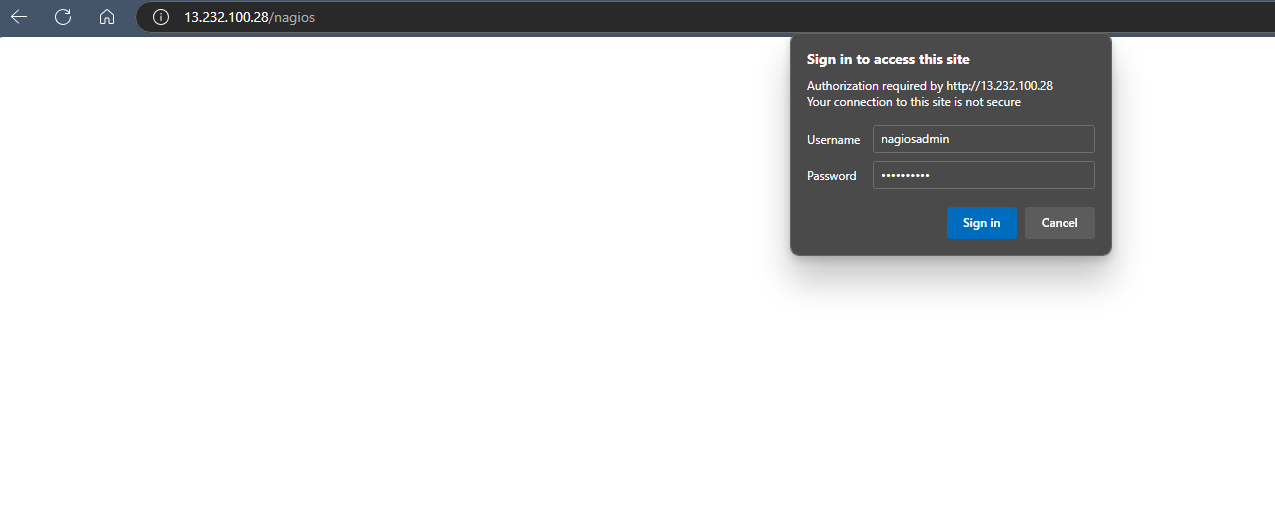 13.232.100.28/nagios
Sign in to access this site
Authorization required by http://13.232.100.28
Your connection to this site is not secure
Username nagiosadmin
Password ••••••••••
Sign in Cancel